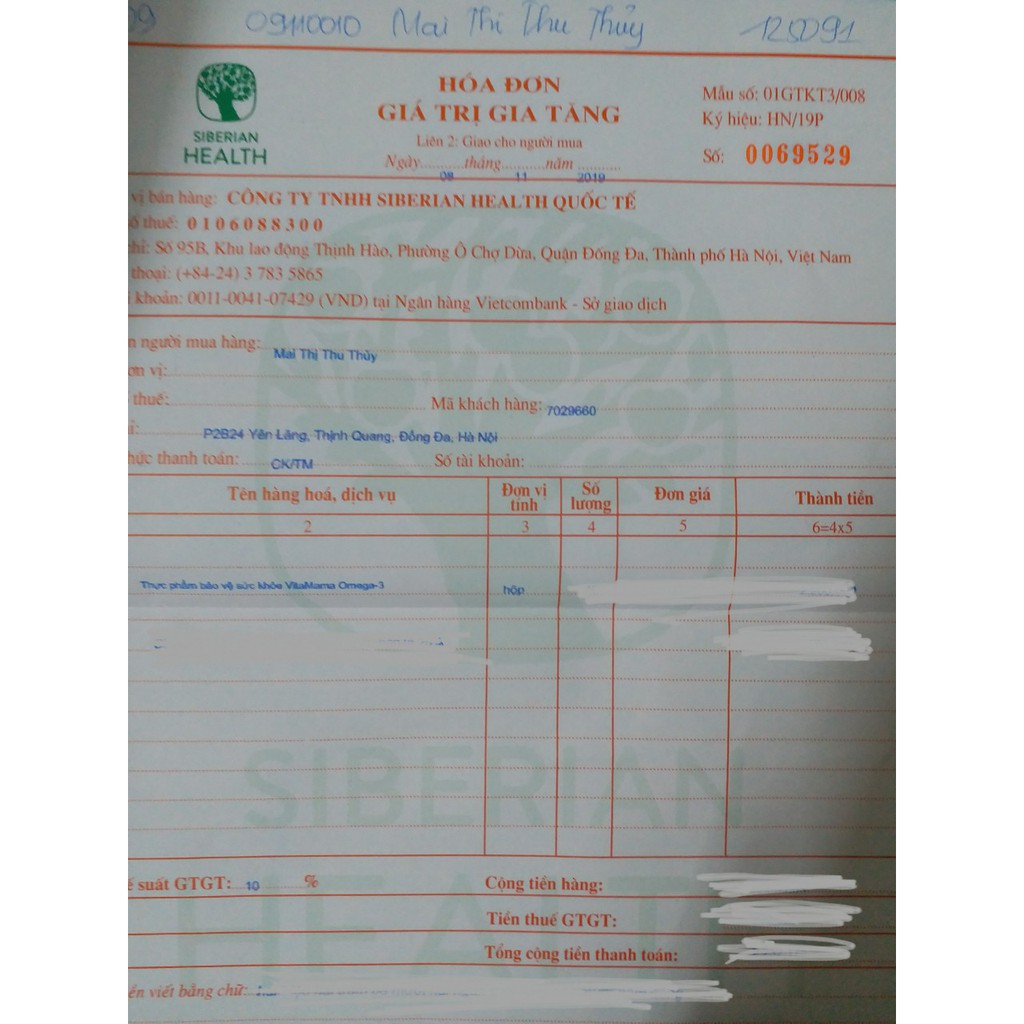 09110010 Mai Thị Thu Thủy 125091
SIBERIAN
HEALTH
HÓA ĐƠN
GIÁ TRỊ GIA TĂNG
Liên 2: Giao cho người mua
Ngày 08 tháng 11 năm 2019
Mẫu số: 01GTKT3/008
Ký hiệu: HN/19P
Số: 0069529
vị bán hàng: CÔNG TY TNHH SIBERIAN HEALTH QUỐC TẾ
thuế: 0106088300
chỉ: Số 95B, Khu lao động Thịnh Hào, Phường Ô Chợ Dừa, Quận Đống Đa, Thành phố Hà Nội, Việt Nam
thoại: (+84-24) 3 783 5865
khoản: 0011-0041-07429 (VND) tại Ngân hàng Vietcombank - Sở giao dịch
người mua hàng: Mai Thị Thu Thủy
vị:
thuế: Mã khách hàng: 7029660
P2B24 Yên Lãng, Thịnh Quang, Đống Đa, Hà Nội
thức thanh toán: CK/TM Số tài khoản:
Tên hàng hoá, dịch vụ Đơn vị tính Số lượng Đơn giá Thành tiền
2 3 4 5 6=4x5
Thực phẩm bảo vệ sức khỏe VitaMama Omega-3 hộp
SIBERIAN
HEALTH
suất GTGT: 10 % Cộng tiền hàng:
Tiền thuế GTGT:
Tổng cộng tiền thanh toán:
viết bằng chữ: